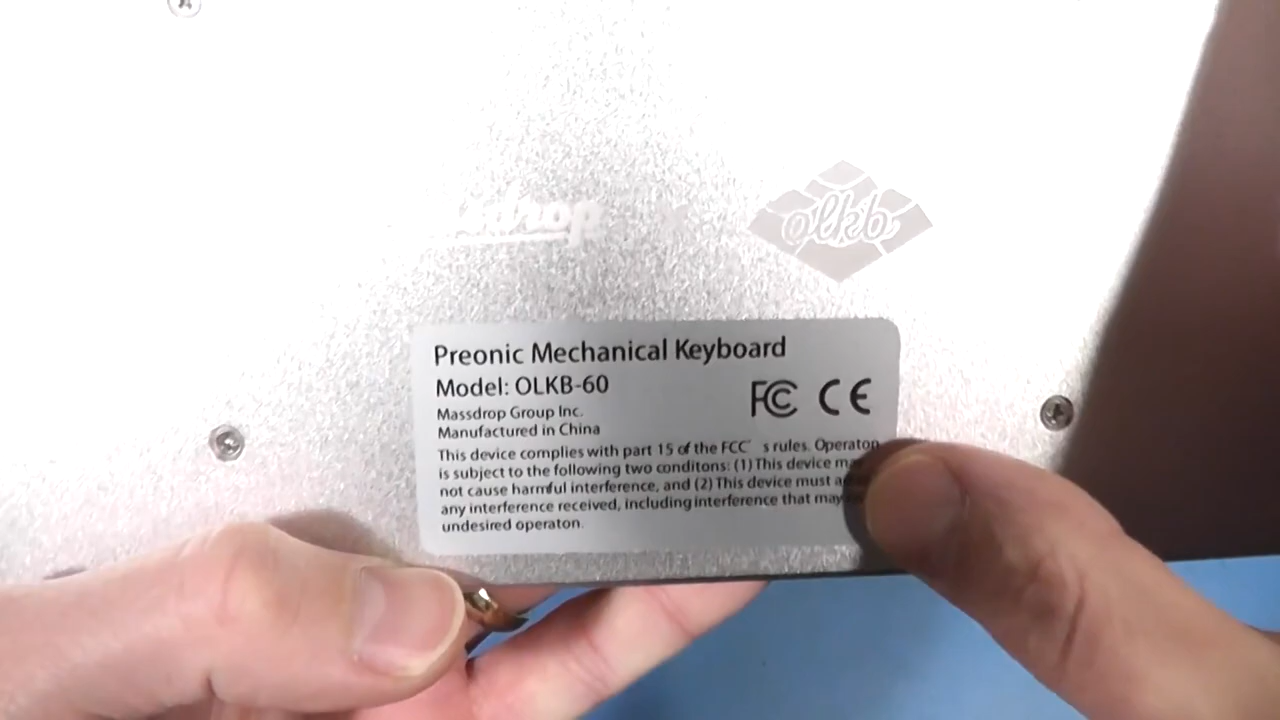 olkb
Preonic Mechanical Keyboard
Model: OLKB-60
FC CE
Massdrop Group Inc.
Manufactured in China
This device complies with part 15 of the FCC's rules. Operaton
is subject to the following two conditons: (1) This device
not cause harmful interference, and (2) This device must
any interference received, including interference that may
undesired operaton.